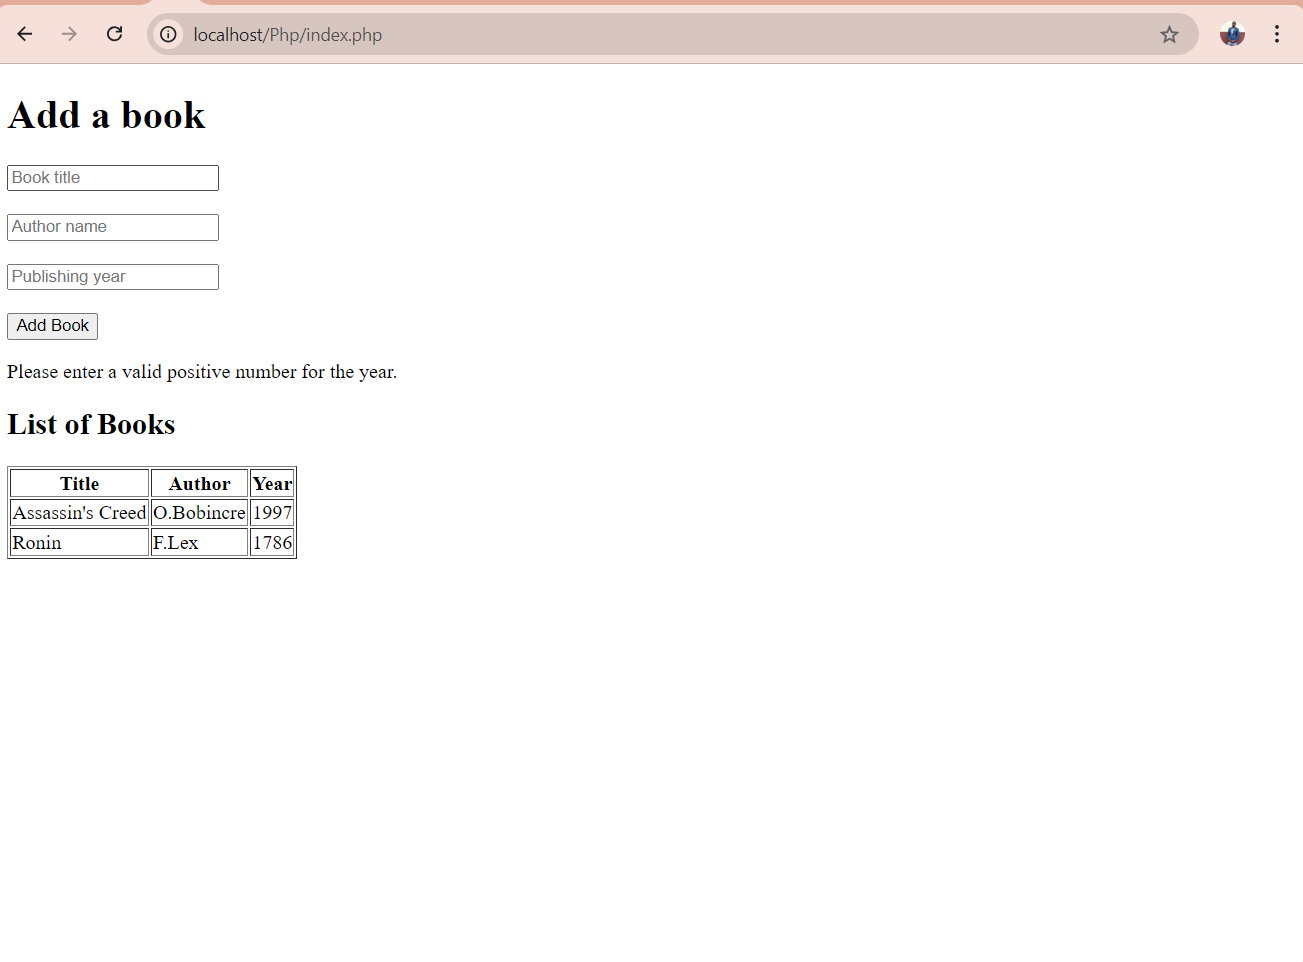 localhost/Php/index.php
Add a book
Book title
Author name
Publishing year
Add Book
Please enter a valid positive number for the year.
List of Books
Title Author Year
Assassin's Creed O.Bobincre 1997
Ronin F.Lex 1786